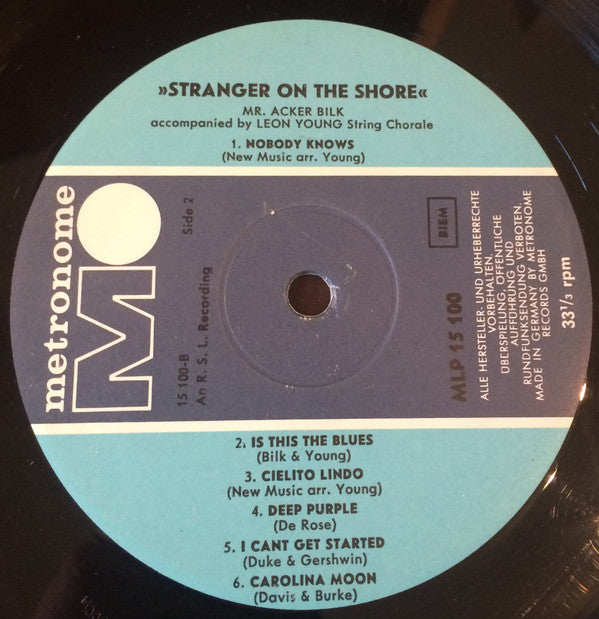 »STRANGER ON THE SHORE«
MR. ACKER BILK
accompanied by LEON YOUNG String Chorale
1. NOBODY KNOWS
(New Music arr. Young)
metronome
M
15 100-B
Side 2
An R. S. L. Recording
BIEM
MLP 15 100
ALLE HERSTELLER- UND URHEBERRECHTE
VORBEHALTEN.
ÜBERSPIELUNG, ÖFFENTLICHE
AUFFÜHRUNG UND
RUNDFUNKSENDUNG VERBOTEN.
MADE IN GERMANY BY METRONOME
RECORDS GMBH
33 1/3 rpm
2. IS THIS THE BLUES
(Bilk & Young)
3. CIELITO LINDO
(New Music arr. Young)
4. DEEP PURPLE
(De Rose)
5. I CANT GET STARTED
(Duke & Gershwin)
6. CAROLINA MOON
(Davis & Burke)